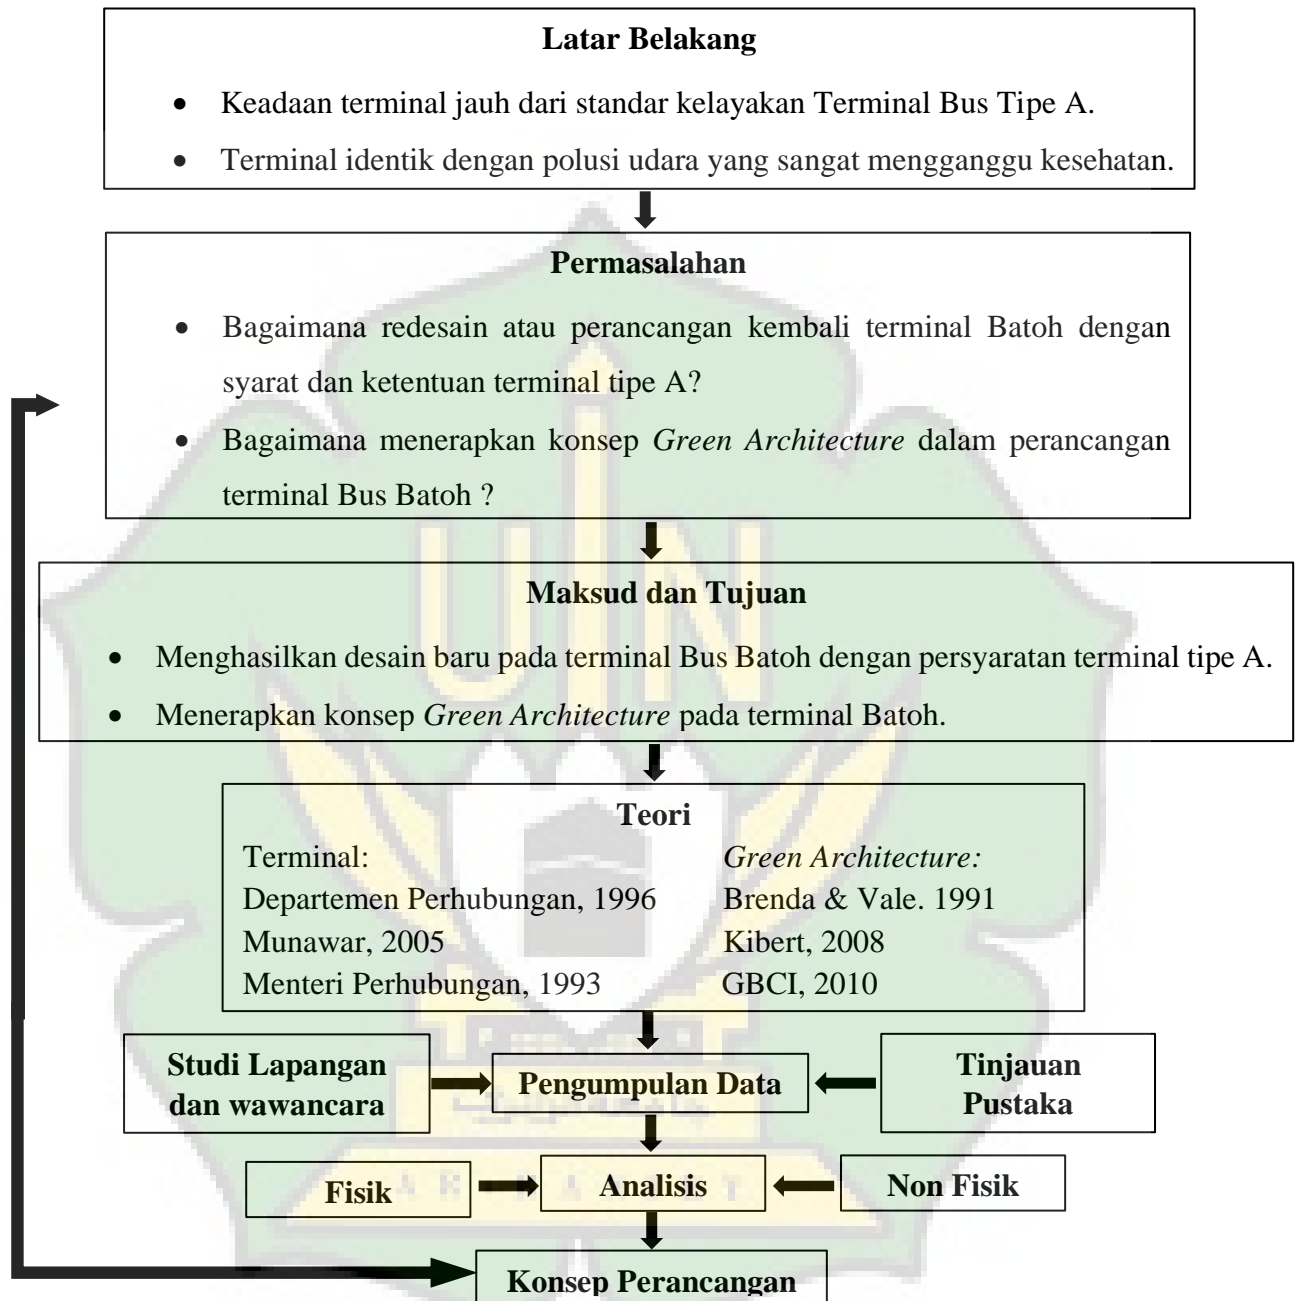 Latar Belakang
• Keadaan terminal jauh dari standar kelayakan Terminal Bus Tipe A.
• Terminal identik dengan polusi udara yang sangat mengganggu kesehatan.
Permasalahan
• Bagaimana redesain atau perancangan kembali terminal Batoh dengan
syarat dan ketentuan terminal tipe A?
• Bagaimana menerapkan konsep Green Architecture dalam perancangan
terminal Bus Batoh ?
UIN
Maksud dan Tujuan
• Menghasilkan desain baru pada terminal Bus Batoh dengan persyaratan terminal tipe A.
• Menerapkan konsep Green Architecture pada terminal Batoh.
Teori
Terminal:
Departemen Perhubungan, 1996
Munawar, 2005
Menteri Perhubungan, 1993
Green Architecture:
Brenda & Vale. 1991
Kibert, 2008
GBCI, 2010
Studi Lapangan
dan wawancara
Pengumpulan Data
Tinjauan
Pustaka
Fisik
Analisis
Non Fisik
Konsep Perancangan